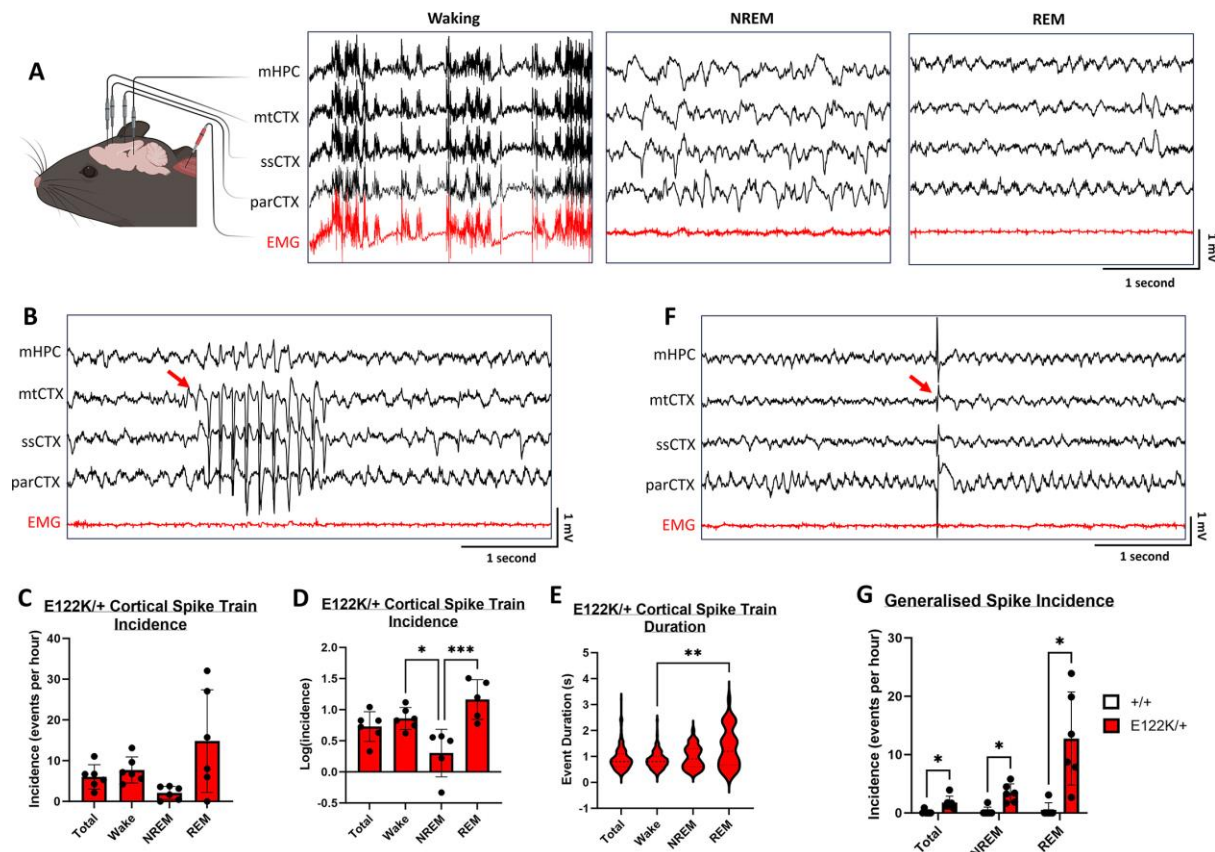 Waking
NREM
REM
A
mHPC
mtCTX
ssCTX
parCTX
EMG
1 mV
1 second
B
mHPC
mtCTX
ssCTX
parCTX
EMG
1 mV
1 second
F
mHPC
mtCTX
ssCTX
parCTX
EMG
1 mV
1 second
C
E122K/+ Cortical Spike Train
Incidence
Incidence (events per hour)
40
30
20
10
0
Total
Wake
NREM
REM
D
E122K/+ Cortical Spike Train
Incidence
Log(incidence)
2.0
1.5
1.0
0.5
0.0
-0.5
*
***
Total
Wake
NREM
REM
E
E122K/+ Cortical Spike Train
Duration
Event Duration (s)
5
4
3
2
1
0
-1
**
Total
Wake
NREM
REM
G
Generalised Spike Incidence
Incidence (events per hour)
30
20
10
0
*
*
*
Total
NREM
REM
+/+
E122K/+